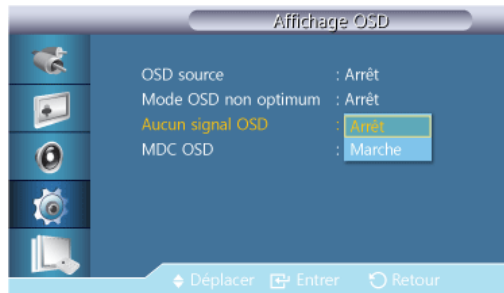 Affichage OSD
OSD source : Arrêt
Mode OSD non optimum : Arrêt
Aucun signal OSD : Arrêt
MDC OSD : Marche
Déplacer Entrer Retour